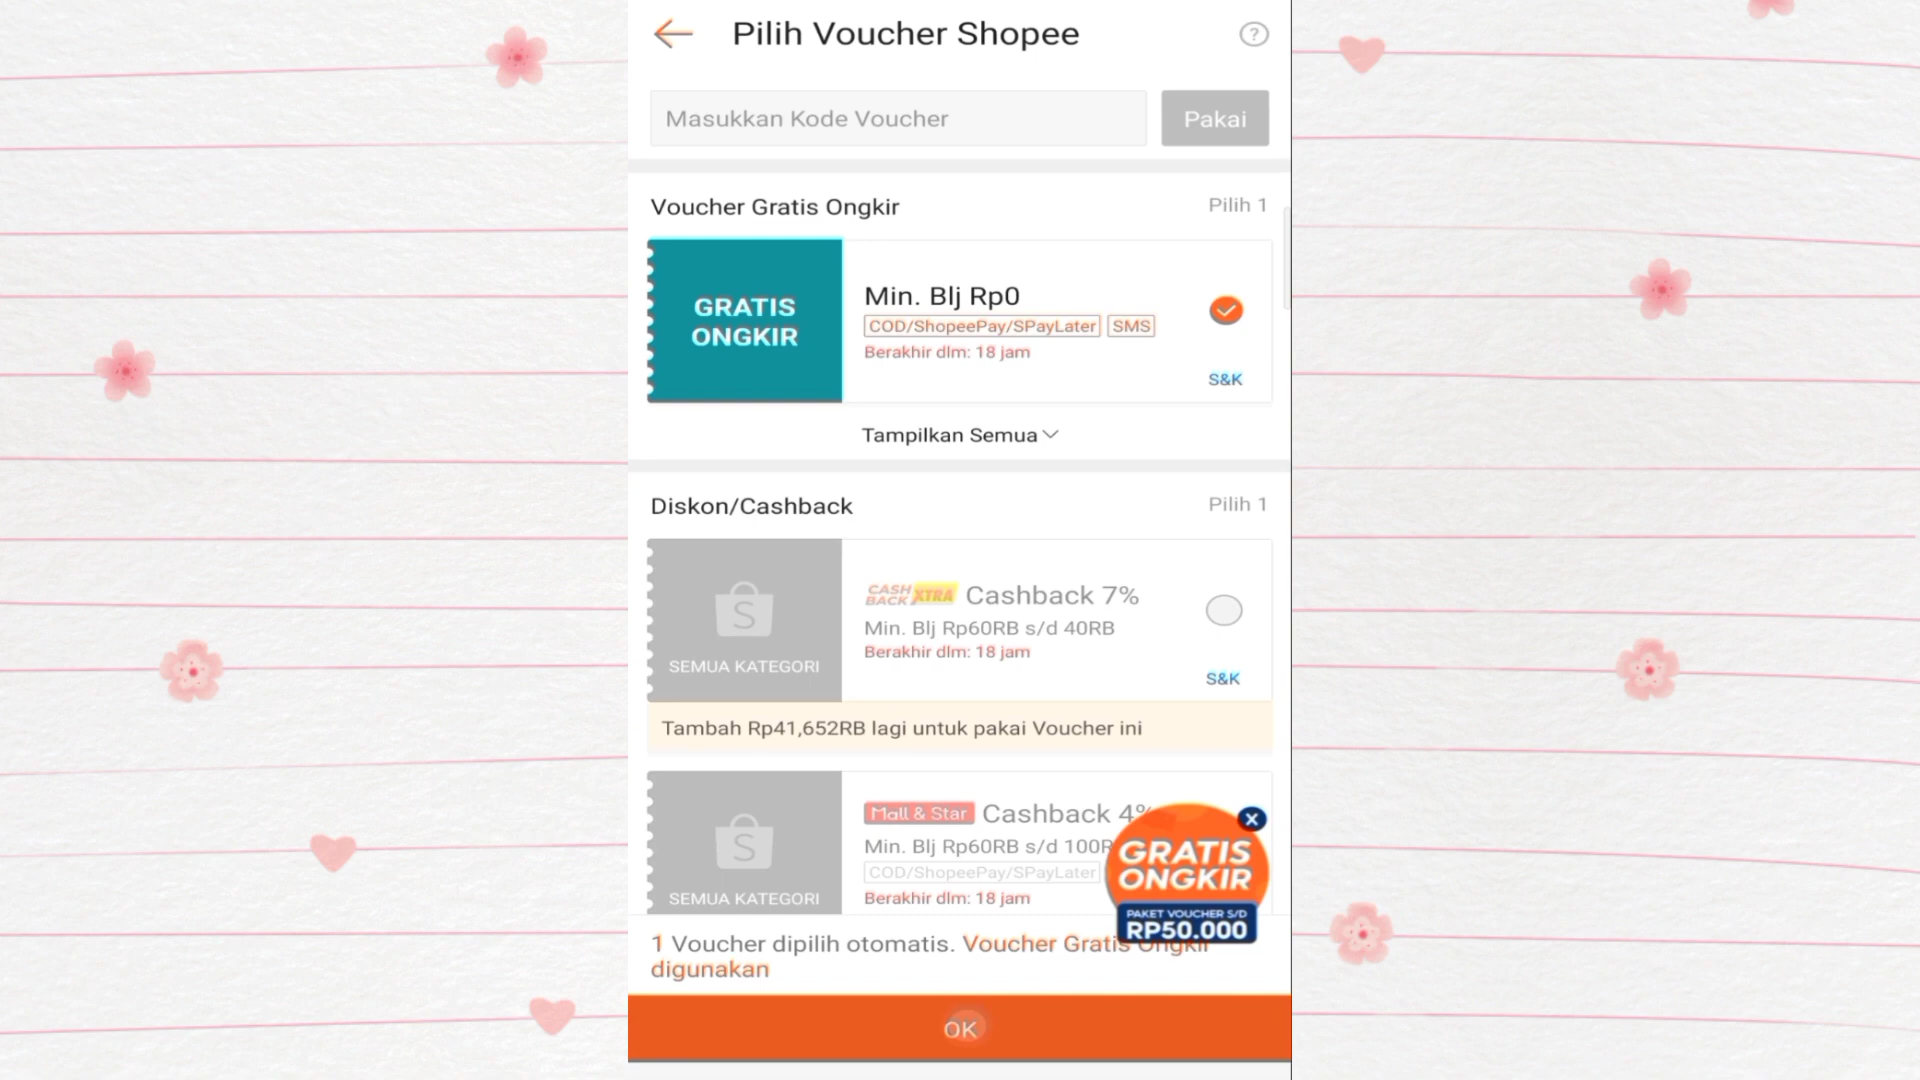 Pilih Voucher Shopee
?
Masukkan Kode Voucher
Pakai
Voucher Gratis Ongkir
Pilih 1
GRATIS
ONGKIR
Min. Blj Rp0
COD/ShopeePay/SPayLater SMS
Berakhir dlm: 18 jam
S&K
Tampilkan Semua
Diskon/Cashback
Pilih 1
S
SEMUA KATEGORI
CASH
BACK XTRA Cashback 7%
Min. Blj Rp60RB s/d 40RB
Berakhir dlm: 18 jam
S&K
Tambah Rp41,652RB lagi untuk pakai Voucher ini
S
SEMUA KATEGORI
Mall & Star Cashback 4%
Min. Blj Rp60RB s/d 100R
COD/ShopeePay/SPayLater
Berakhir dlm: 18 jam
GRATIS
ONGKIR
PAKET VOUCHER S/D
RP50.000
1 Voucher dipilih otomatis. Voucher Gratis Ongkir
digunakan
OK